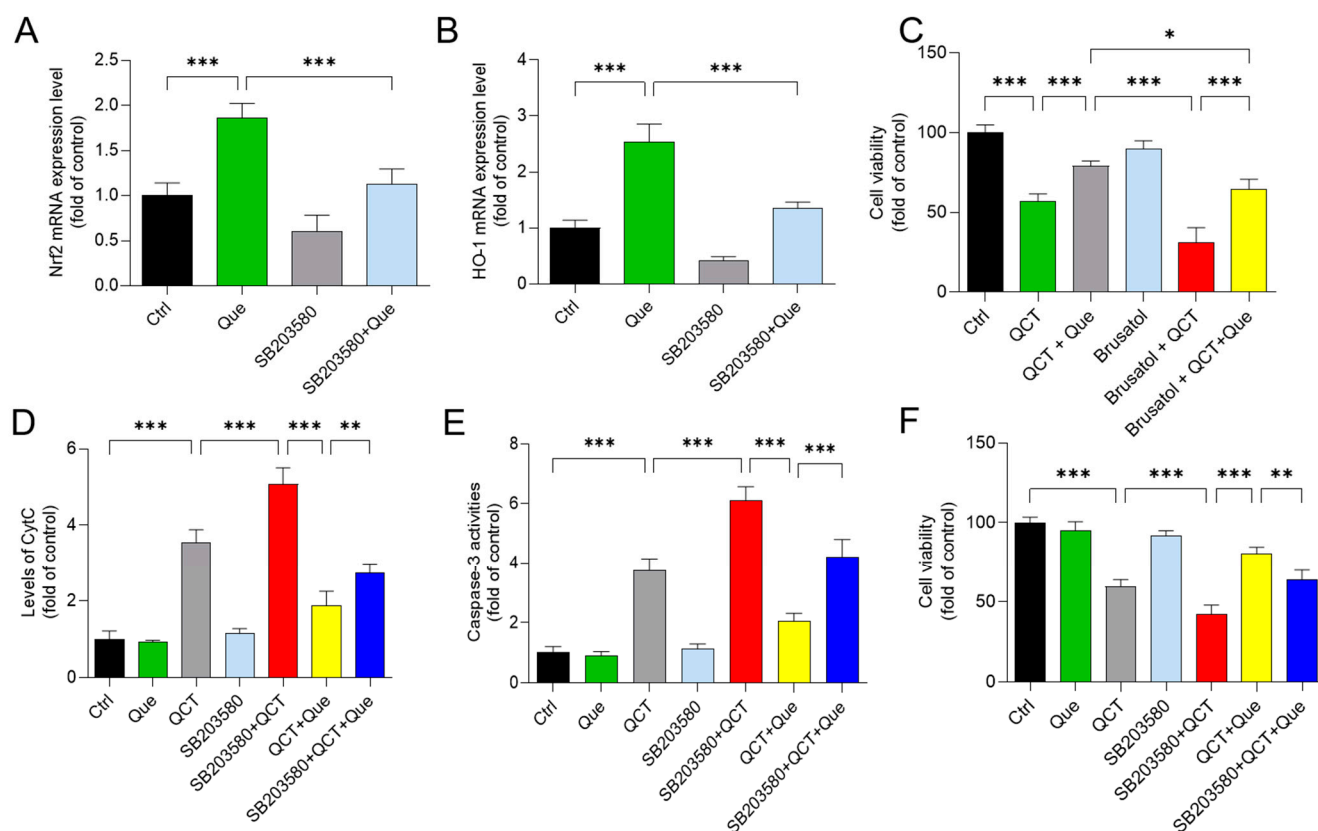 A
Nrf2 mRNA expression level
(fold of control)
2.5
2.0
1.5
1.0
0.5
0.0
***
***
Ctrl
Que
SB203580
SB203580+Que
B
HO-1 mRNA expression level
(fold of control)
6
4
2
0
***
***
Ctrl
Que
SB203580
SB203580+Que
C
Cell viability
(fold of control)
150
100
50
0
*
***
***
***
***
Ctrl
QCT
QCT + Que
Brusatol
Brusatol + QCT
Brusatol + QCT+Que
D
Levels of CytC
(fold of control)
6
4
2
0
***
***
***
**
Ctrl
Que
QCT
SB203580
SB203580+QCT
QCT+Que
SB203580+QCT+Que
E
Caspase-3 activities
(fold of control)
8
6
4
2
0
***
***
***
***
Ctrl
Que
QCT
SB203580
SB203580+QCT
QCT+Que
SB203580+QCT+Que
F
Cell viability
(fold of control)
150
100
50
0
***
***
***
**
Ctrl
Que
QCT
SB203580
SB203580+QCT
QCT+Que
SB203580+QCT+Que